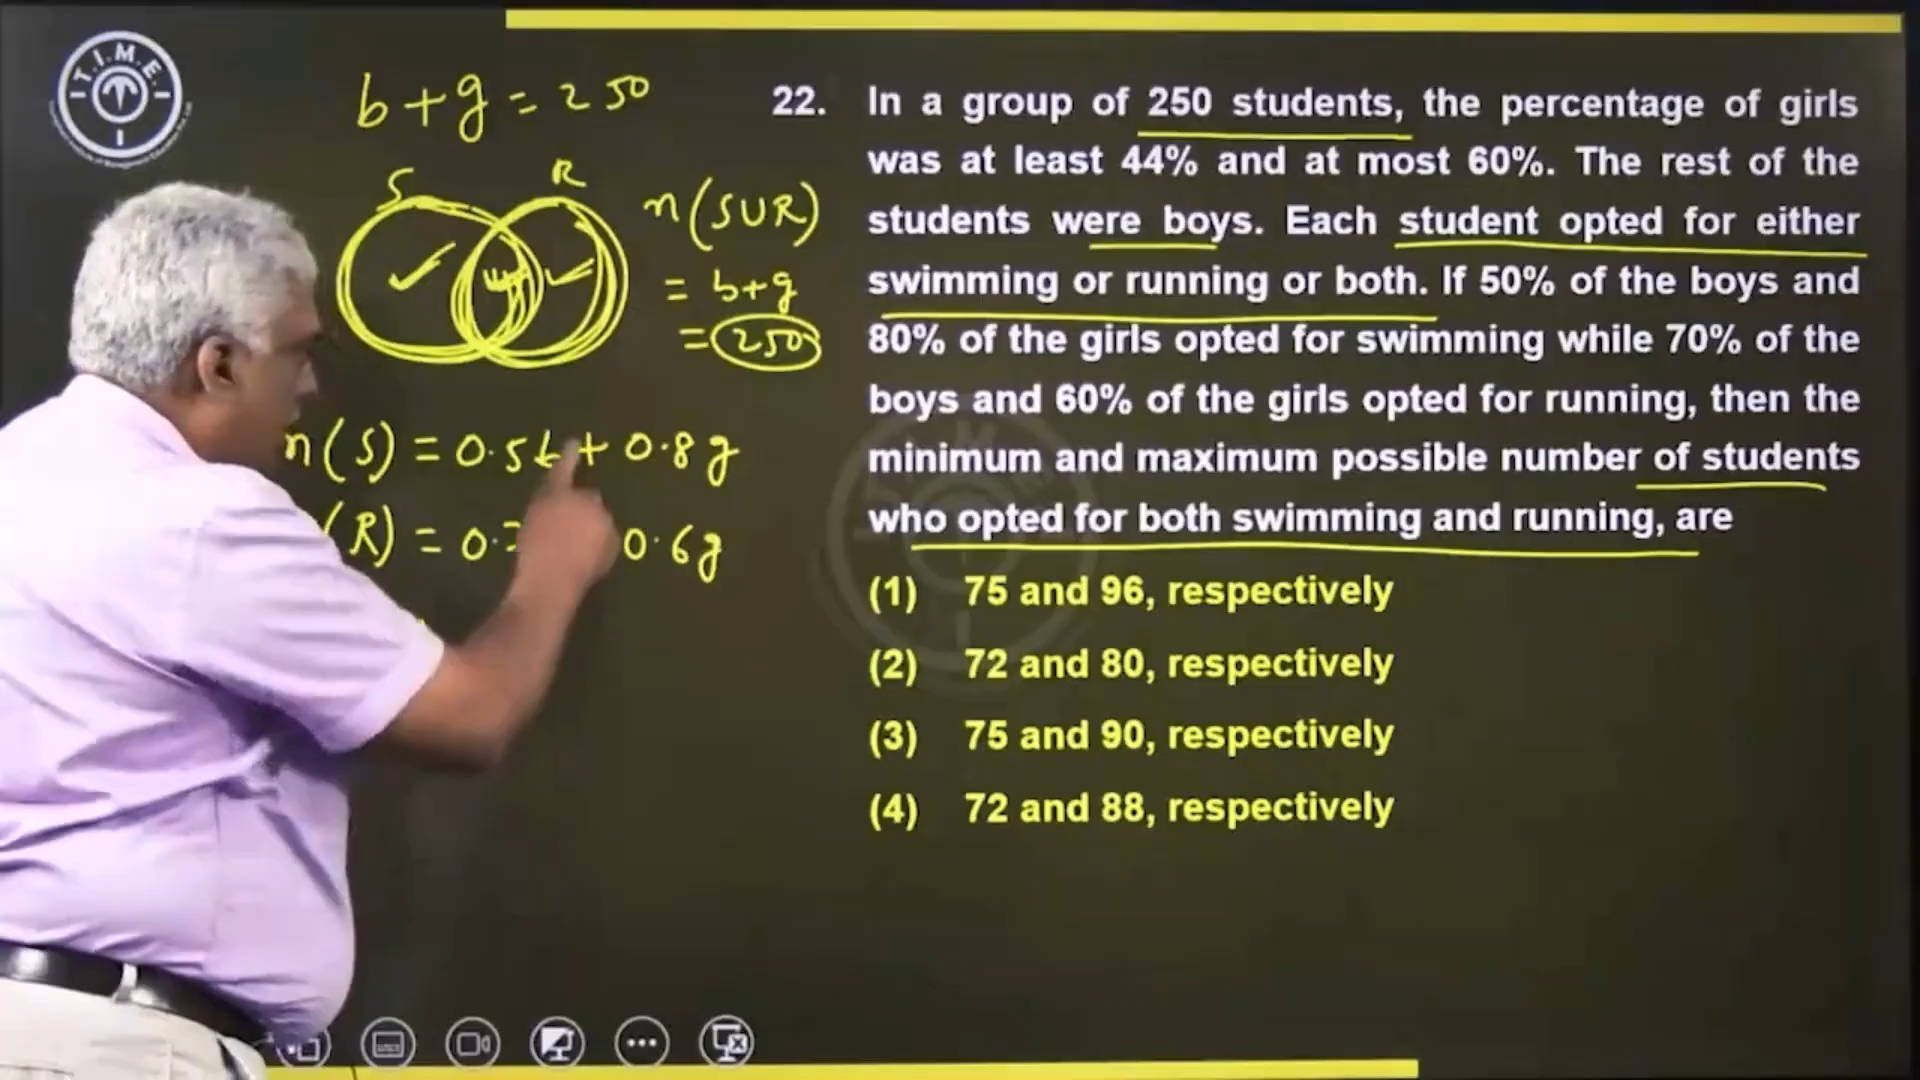 T.I.M.E.
b + g = 250
S R
n(SUR)
= b+g
= 250
n(S) = 0.5b + 0.8g
(R) = 0. 0.6g
22. In a group of 250 students, the percentage of girls
was at least 44% and at most 60%. The rest of the
students were boys. Each student opted for either
swimming or running or both. If 50% of the boys and
80% of the girls opted for swimming while 70% of the
boys and 60% of the girls opted for running, then the
minimum and maximum possible number of students
who opted for both swimming and running, are
(1) 75 and 96, respectively
(2) 72 and 80, respectively
(3) 75 and 90, respectively
(4) 72 and 88, respectively